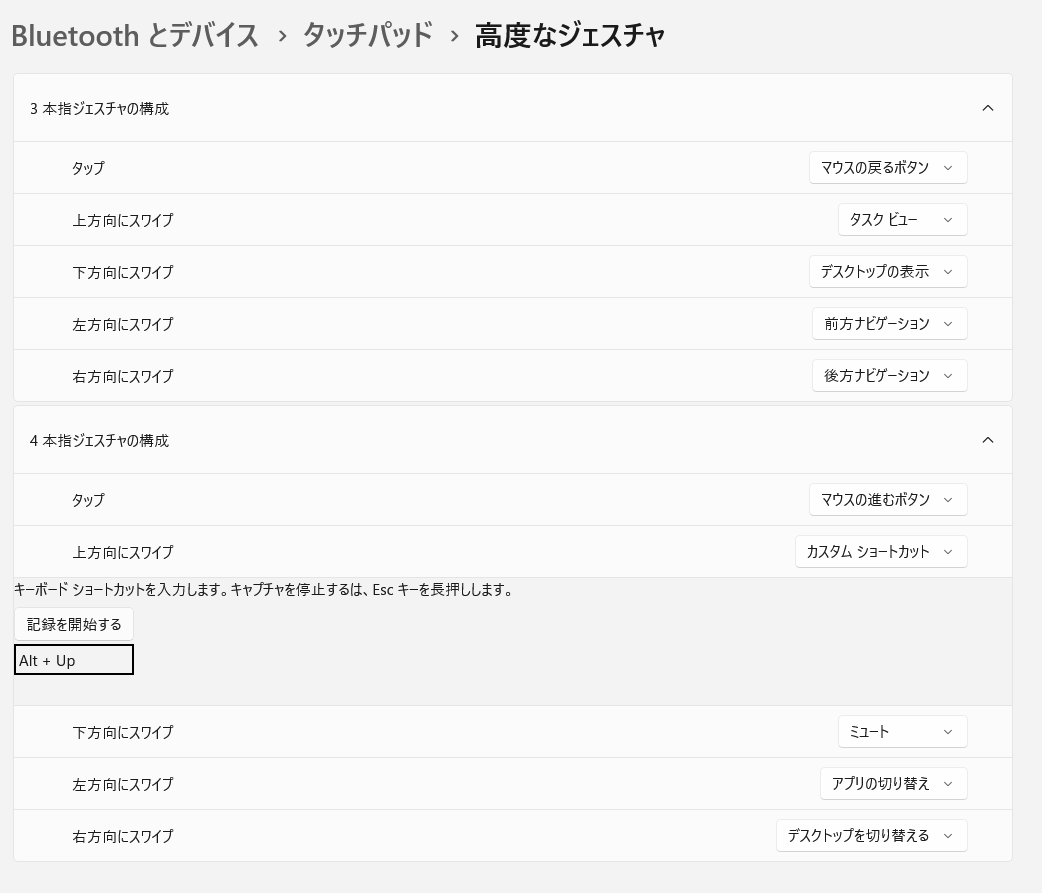 Bluetooth とデバイス › タッチパッド › 高度なジェスチャ
3 本指ジェスチャの構成
タップ マウスの戻るボタン
上方向にスワイプ タスク ビュー
下方向にスワイプ デスクトップの表示
左方向にスワイプ 前方ナビゲーション
右方向にスワイプ 後方ナビゲーション
4 本指ジェスチャの構成
タップ マウスの進むボタン
上方向にスワイプ カスタム ショートカット
キーボード ショートカットを入力します。キャプチャを停止するは、Esc キーを長押しします。
記録を開始する
Alt + Up
下方向にスワイプ ミュート
左方向にスワイプ アプリの切り替え
右方向にスワイプ デスクトップを切り替える